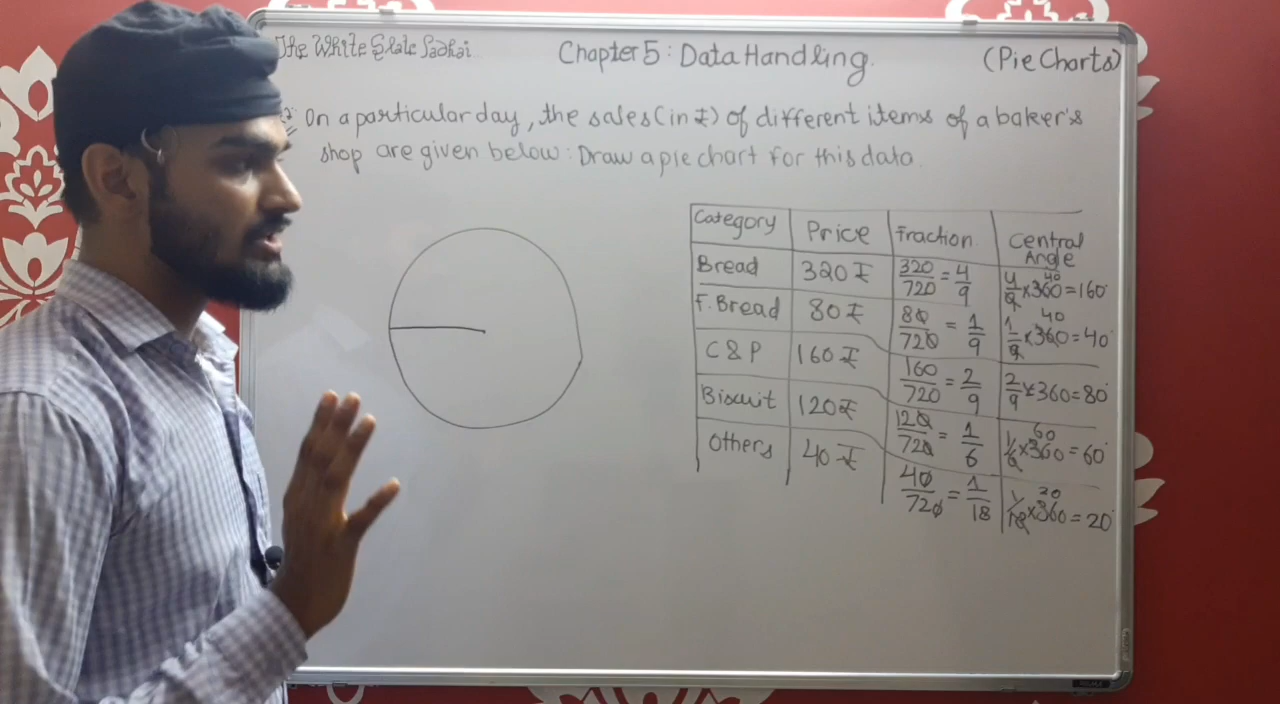 The White Slate Padhai
Chapter 5 : Data Handling
(Pie Charts)
On a particular day, the sales (in ₹) of different items of a baker's
shop are given below : Draw a pie chart for this data.
Category Price Fraction Central Angle
Bread 320 ₹ 320/720 = 4/9 4/9 × 360 = 160° 40
F. Bread 80 ₹ 80/720 = 1/9 1/9 × 360 = 40° 40
C & P 160 ₹ 160/720 = 2/9 2/9 × 360 = 80°
Biscuit 120 ₹ 120/720 = 1/6 1/6 × 360 = 60° 60
Others 40 ₹ 40/720 = 1/18 1/18 × 360 = 20° 20